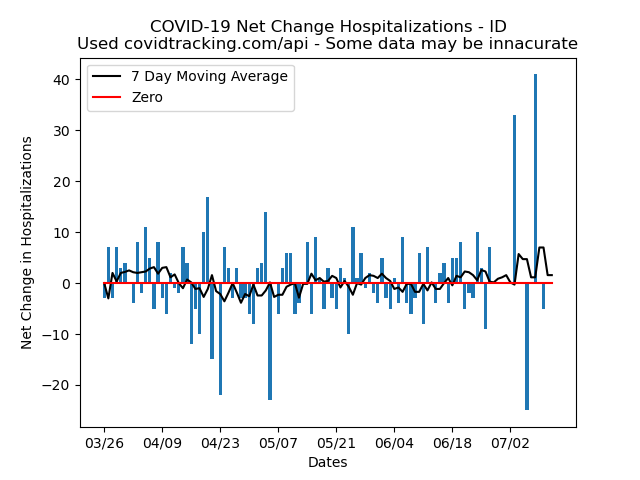 COVID-19 Net Change Hospitalizations - ID
Used covidtracking.com/api - Some data may be innacurate
7 Day Moving Average
Zero
Net Change in Hospitalizations
40
30
20
10
0
−10
−20
03/26 04/09 04/23 05/07 05/21 06/04 06/18 07/02
Dates